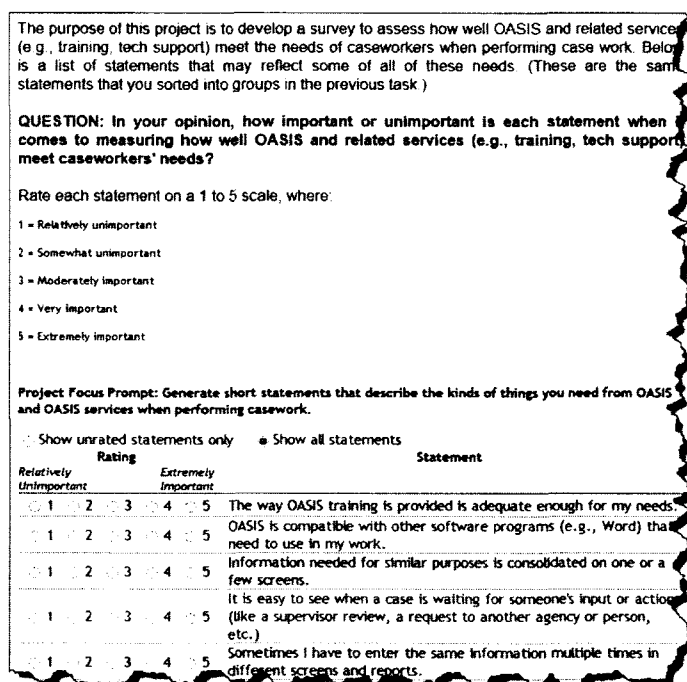 The purpose of this project is to develop a survey to assess how well OASIS and related service
(e.g., training, tech support) meet the needs of caseworkers when performing case work. Belo
is a list of statements that may reflect some of all of these needs. (These are the sam
statements that you sorted into groups in the previous task.)
QUESTION: In your opinion, how important or unimportant is each statement when
comes to measuring how well OASIS and related services (e.g., training, tech support
meet caseworkers' needs?
Rate each statement on a 1 to 5 scale, where:
1 = Relatively unimportant
2 = Somewhat unimportant
3 = Moderately important
4 = Very important
5 = Extremely important
Project Focus Prompt: Generate short statements that describe the kinds of things you need from OASIS
and OASIS services when performing casework.
Show unrated statements only Show all statements
Rating Statement
Relatively Extremely
Unimportant Important
1 2 3 4 5 The way OASIS training is provided is adequate enough for my needs.
1 2 3 4 5 OASIS is compatible with other software programs (e.g., Word) tha
need to use in my work.
1 2 3 4 5 Information needed for similar purposes is consolidated on one or a
few screens.
1 2 3 4 5 It is easy to see when a case is waiting for someone's input or action
(like a supervisor review, a request to another agency or person,
etc.)
1 2 3 4 5 Sometimes I have to enter the same information multiple times in
different screens and reports.